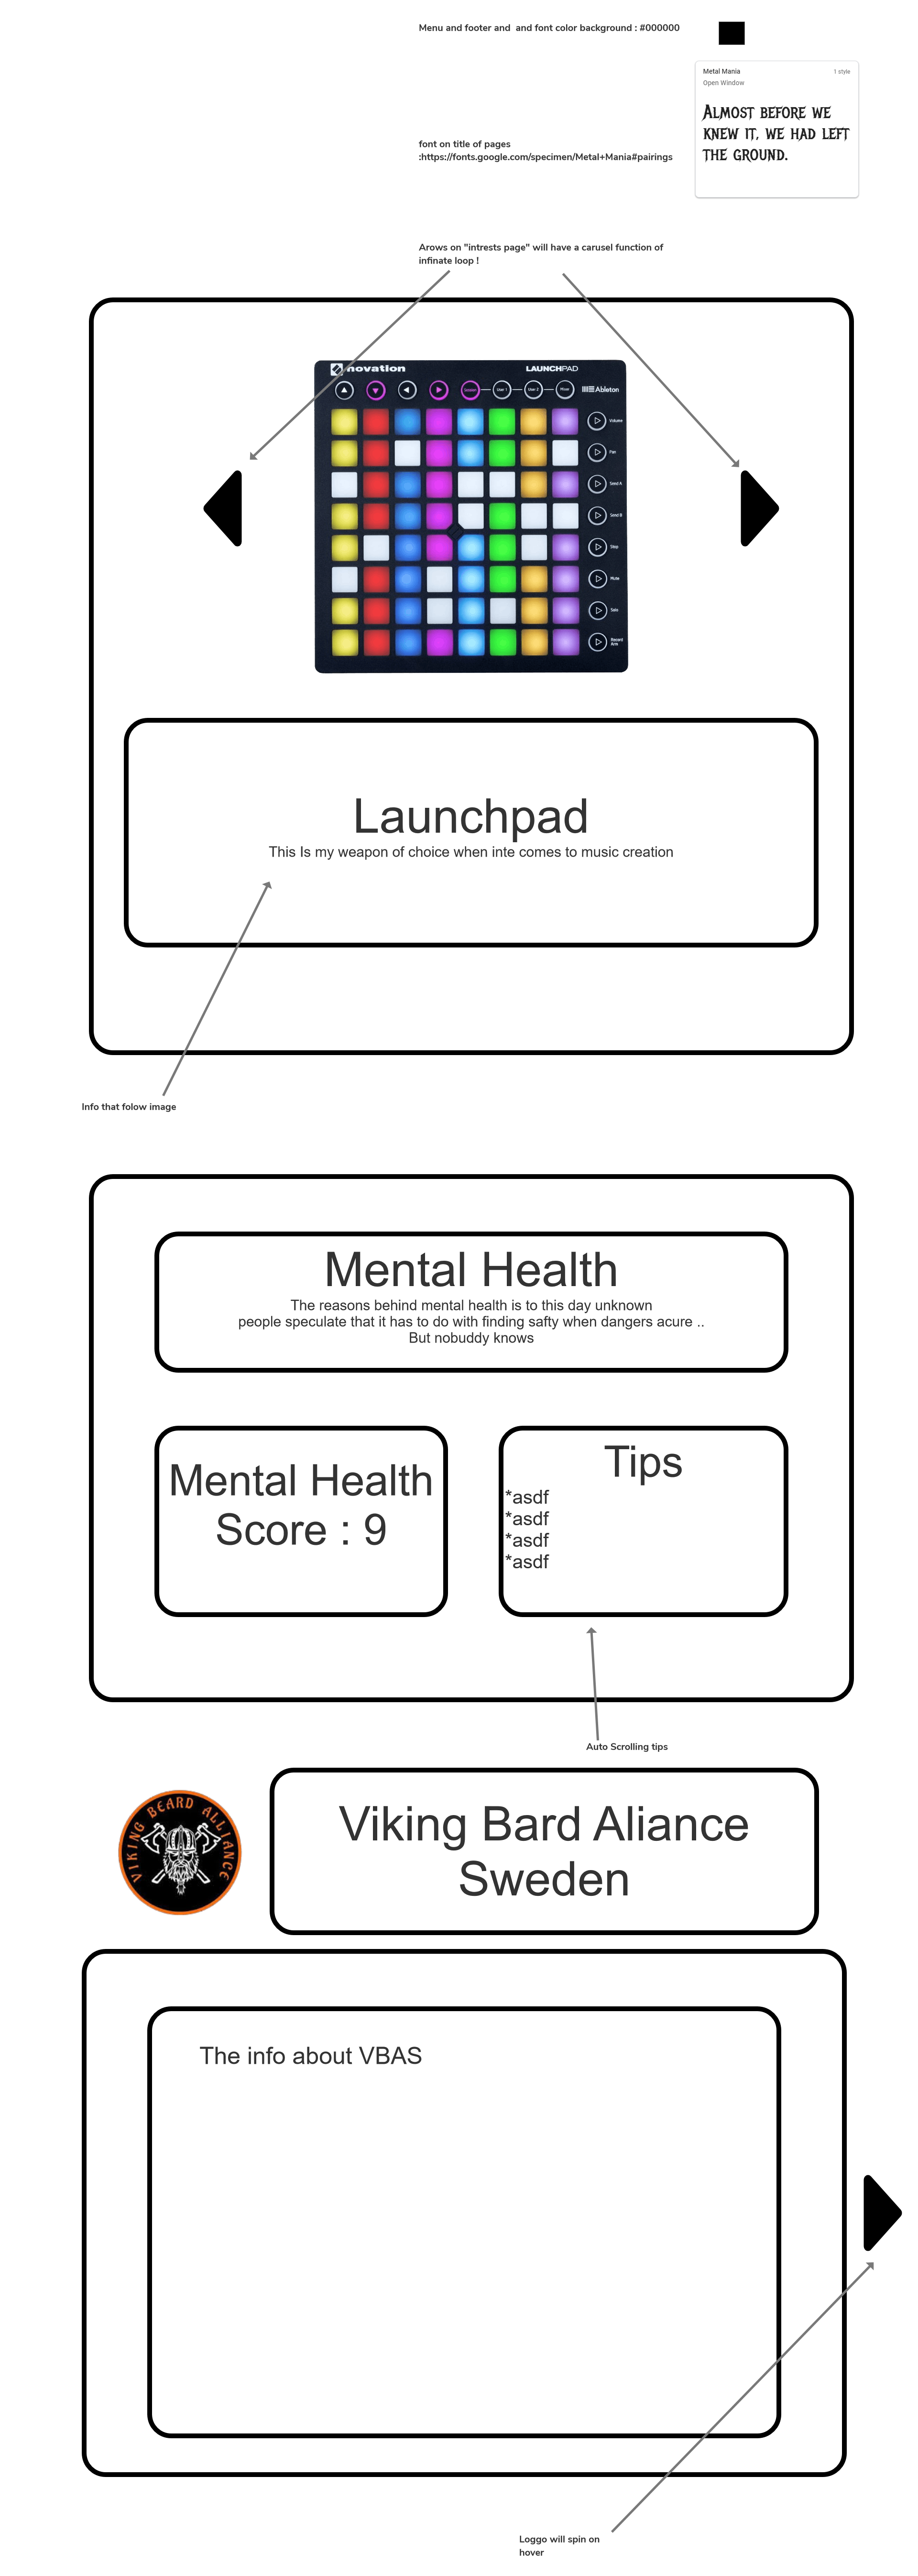 Menu and footer and  and font color background : #000000
Metal Mania
1 style
Open Window
Almost before we
knew it, we had left
the ground.
font on title of pages
:https://fonts.google.com/specimen/Metal+Mania#pairings
Arows on "intrests page" will have a carusel function of
infinate loop !
novation
LAUNCHPAD
Session
User 1
User 2
Mixer
Ableton
Volume
Pan
Send A
Send B
Stop
Mute
Solo
Record
Arm
Launchpad
This Is my weapon of choice when inte comes to music creation
Info that folow image
Mental Health
The reasons behind mental health is to this day unknown
people speculate that it has to do with finding safty when dangers acure ..
But nobuddy knows
Mental Health
Score : 9
Tips
*asdf
*asdf
*asdf
*asdf
Auto Scrolling tips
VIKING BEARD ALLIANCE
Viking Bard Aliance
Sweden
The info about VBAS
Loggo will spin on
hover